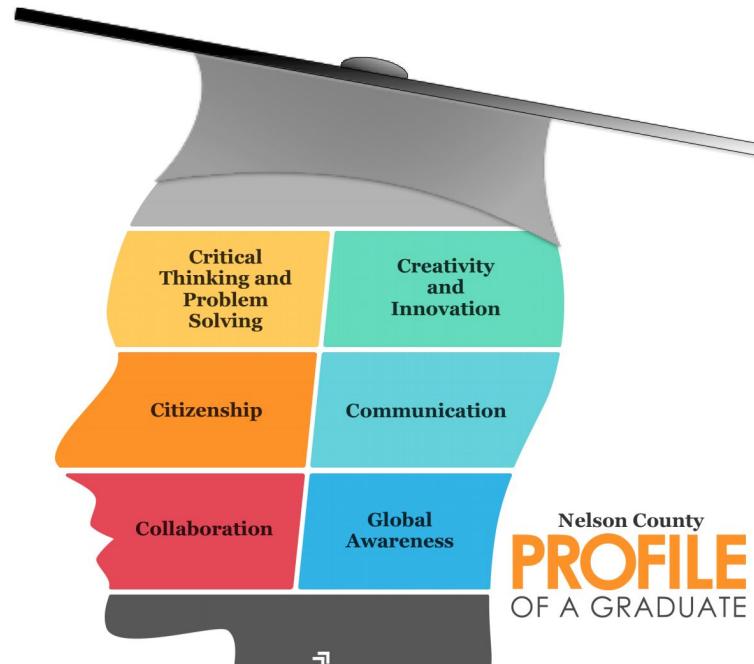 Critical
Thinking and
Problem
Solving
Creativity
and
Innovation
Citizenship
Communication
Collaboration
Global
Awareness
Nelson County
PROFILE
OF A GRADUATE